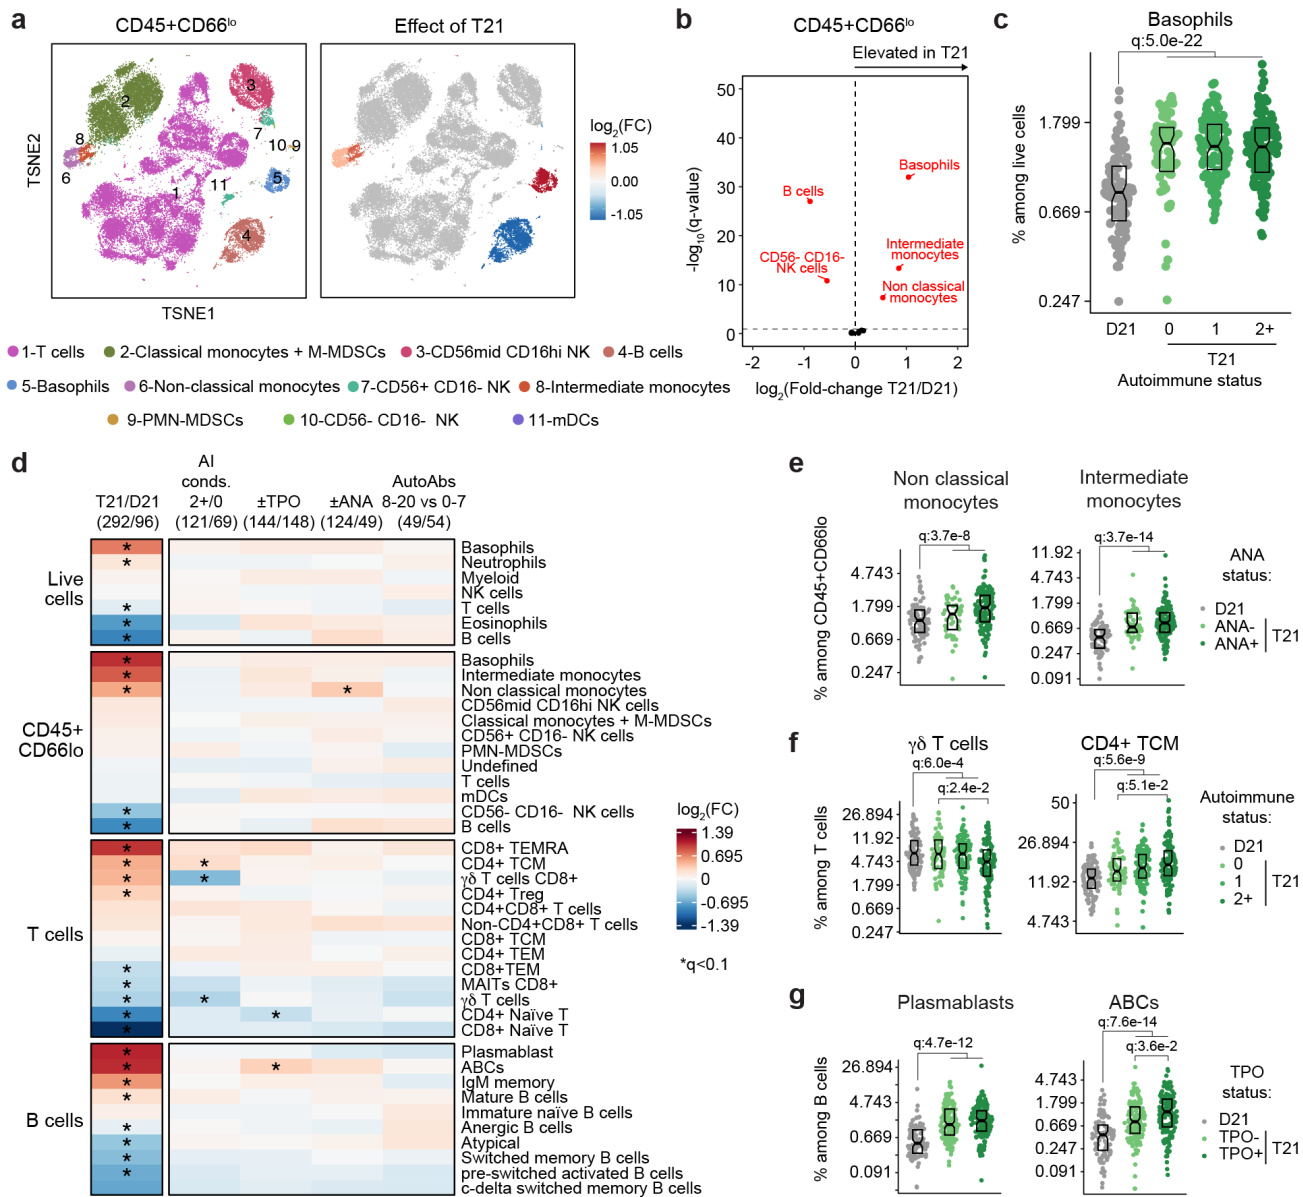 a
CD45+CD66lo
Effect of T21
TSNE2
TSNE1
1
2
3
4
5
6
7
8
9
10
11
log2(FC)
1.05
0.00
-1.05
1-T cells
2-Classical monocytes + M-MDSCs
3-CD56mid CD16hi NK
4-B cells
5-Basophils
6-Non-classical monocytes
7-CD56+ CD16- NK
8-Intermediate monocytes
9-PMN-MDSCs
10-CD56- CD16- NK
11-mDCs
b
CD45+CD66lo
Elevated in T21
-log10(q-value)
50
40
30
20
10
0
Basophils
B cells
Intermediate
monocytes
CD56- CD16-
NK cells
Non classical
monocytes
-2
-1
0
1
2
log2(Fold-change T21/D21)
c
Basophils
q:5.0e-22
% among live cells
1.799
0.669
0.247
D21
0
1
2+
T21
Autoimmune status
d
T21/D21
(292/96)
AI
conds.
2+/0
(121/69)
±TPO
(144/148)
±ANA
(124/49)
AutoAbs
8-20 vs 0-7
(49/54)
Live
cells
Basophils
Neutrophils
Myeloid
NK cells
T cells
Eosinophils
B cells
CD45+
CD66lo
Basophils
Intermediate monocytes
Non classical monocytes
CD56mid CD16hi NK cells
Classical monocytes + M-MDSCs
CD56+ CD16- NK cells
PMN-MDSCs
Undefined
T cells
mDCs
CD56- CD16- NK cells
B cells
T cells
CD8+ TEMRA
CD4+ TCM
γδ T cells CD8+
CD4+ Treg
CD4+CD8+ T cells
Non-CD4+CD8+ T cells
CD8+ TCM
CD4+ TEM
CD8+TEM
MAITs CD8+
γδ T cells
CD4+ Naïve T
CD8+ Naïve T
B cells
Plasmablast
ABCs
IgM memory
Mature B cells
Immature naïve B cells
Anergic B cells
Atypical
Switched memory B cells
pre-switched activated B cells
c-delta switched memory B cells
log2(FC)
1.39
0.695
0
-0.695
-1.39
*q<0.1
e
Non classical
monocytes
q:3.7e-8
% among CD45+CD66lo
4.743
1.799
0.669
0.247
Intermediate
monocytes
q:3.7e-14
11.92
4.743
1.799
0.669
0.247
0.091
ANA
status:
D21
ANA-
ANA+
T21
f
γδ T cells
q:6.0e-4
q:2.4e-2
% among T cells
26.894
11.92
4.743
1.799
0.669
0.247
CD4+ TCM
q:5.6e-9
q:5.1e-2
50
26.894
11.92
4.743
Autoimmune
status:
D21
0
1
2+
T21
g
Plasmablasts
q:4.7e-12
% among B cells
26.894
4.743
0.669
0.091
ABCs
q:7.6e-14
q:3.6e-2
4.743
1.799
0.669
0.247
0.091
TPO
status:
D21
TPO-
TPO+
T21